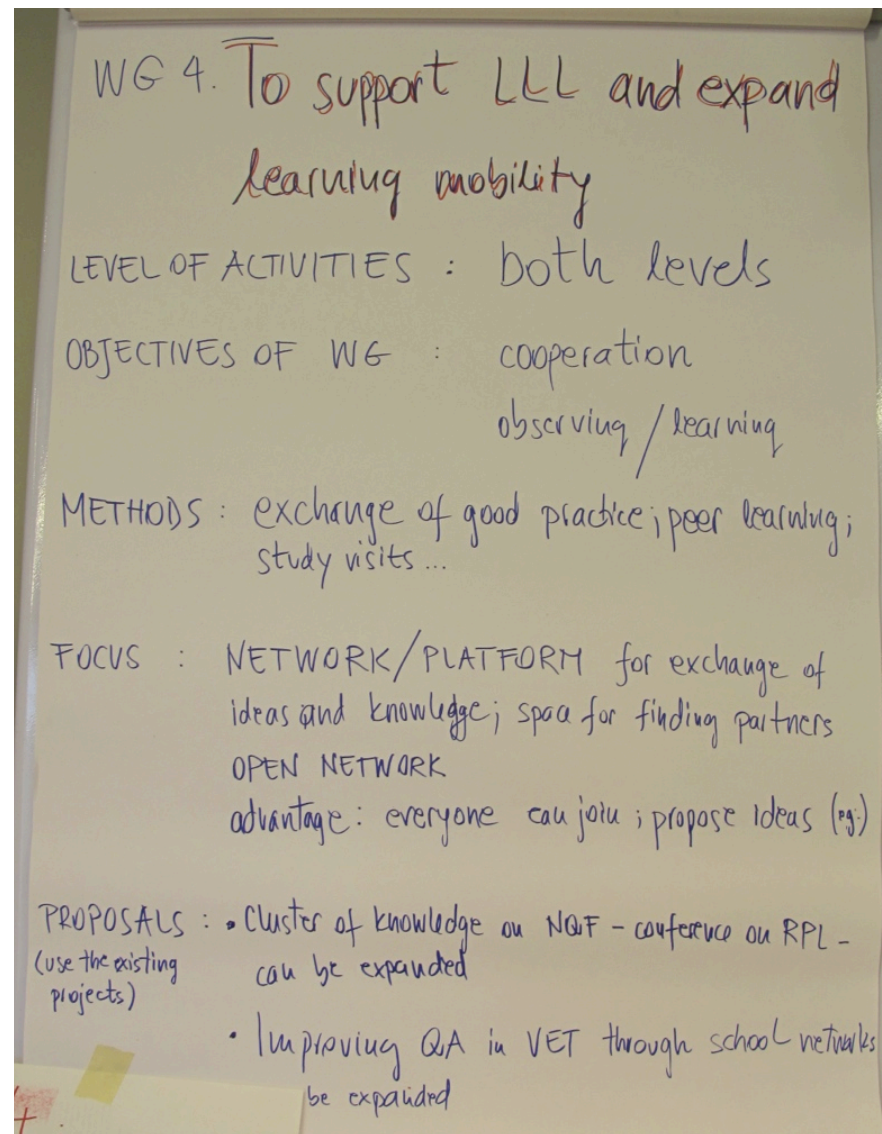 WG 4. To support LLL and expand
learning mobility
LEVEL OF ACTIVITIES : both levels
OBJECTIVES OF WG : cooperation
observing / learning
METHODS : exchange of good practice ; peer learning ;
study visits ...
FOCUS : NETWORK/PLATFORM for exchange of
ideas and knowledge ; space for finding partners
OPEN NETWORK
advantage : everyone can join ; propose ideas (eg.)
PROPOSALS : • Cluster of knowledge on NQF – conference on RPL –
(use the existing can be expanded
projects)
• Improving QA in VET through school networks
be expanded